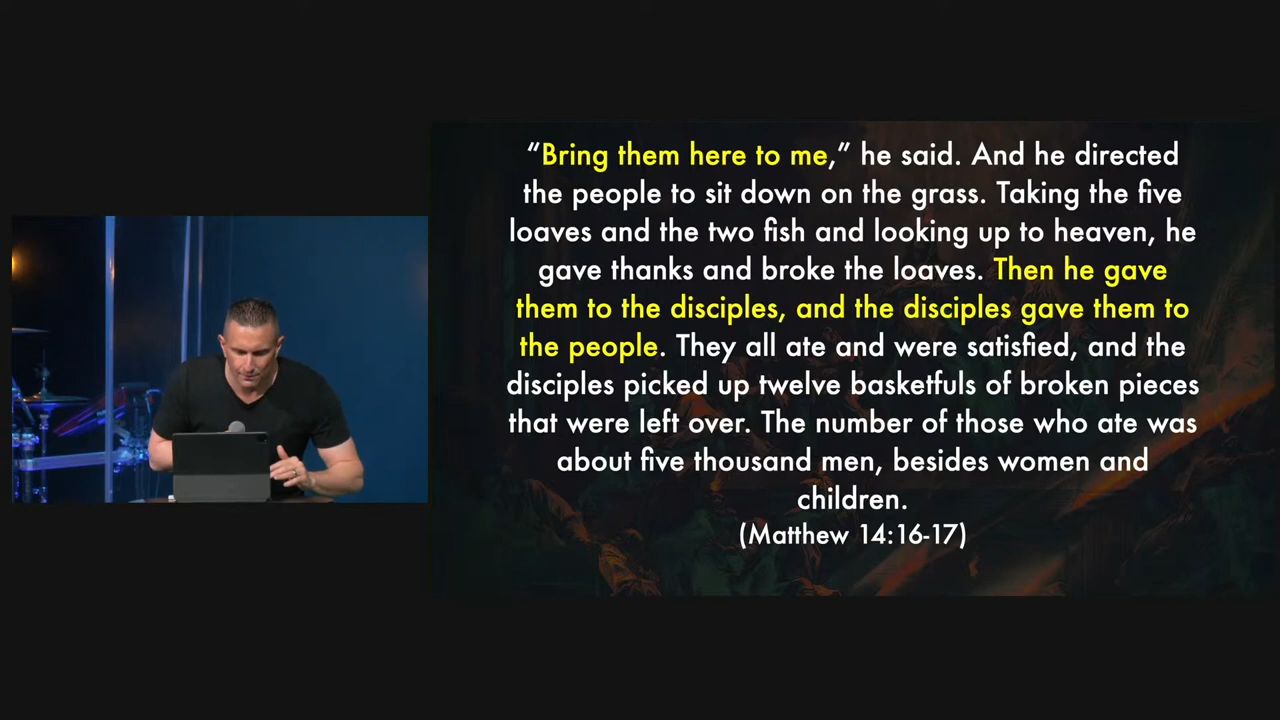 “Bring them here to me,” he said. And he directed
the people to sit down on the grass. Taking the five
loaves and the two fish and looking up to heaven, he
gave thanks and broke the loaves. Then he gave
them to the disciples, and the disciples gave them to
the people. They all ate and were satisfied, and the
disciples picked up twelve basketfuls of broken pieces
that were left over. The number of those who ate was
about five thousand men, besides women and
children.
(Matthew 14:16-17)